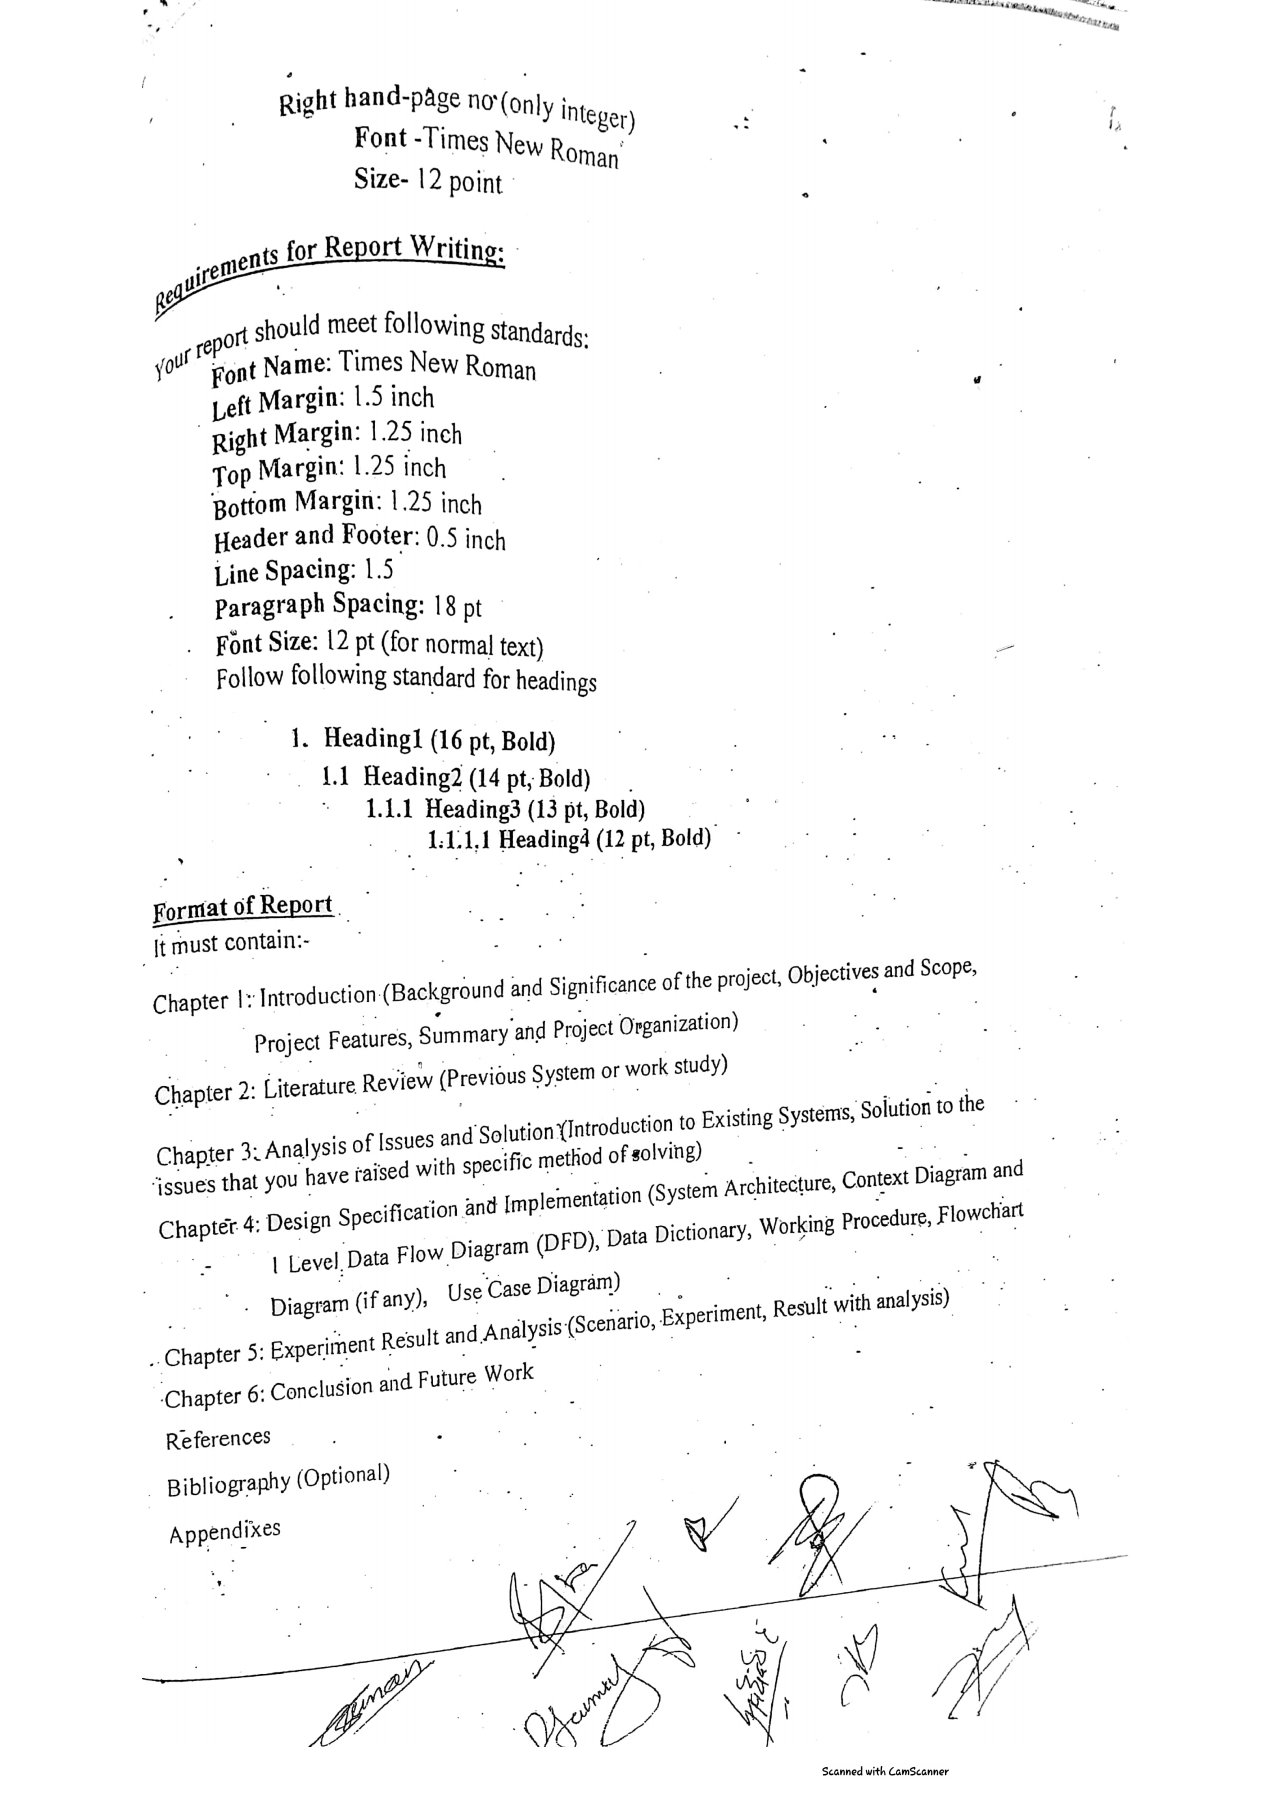 Right hand-page no (only integer)
Font -Times New Roman
Size- 12 point
Requirements for Report Writing:
Your report should meet following standards:
Font Name: Times New Roman
Left Margin: 1.5 inch
Right Margin: 1.25 inch
Top Margin: 1.25 inch
Bottom Margin: 1.25 inch
Header and Footer: 0.5 inch
Line Spacing: 1.5
Paragraph Spacing: 18 pt
Font Size: 12 pt (for normal text)
Follow following standard for headings
1. Heading1 (16 pt, Bold)
1.1 Heading2 (14 pt, Bold)
1.1.1 Heading3 (13 pt, Bold)
1.1.1.1 Heading4 (12 pt, Bold)
Format of Report
It must contain:-
Chapter 1: Introduction (Background and Significance of the project, Objectives and Scope,
Project Features, Summary and Project Organization)
Chapter 2: Literature Review (Previous System or work study)
Chapter 3: Analysis of Issues and Solution (Introduction to Existing Systems, Solution to the
issues that you have raised with specific method of solving)
Chapter 4: Design Specification and Implementation (System Architecture, Context Diagram and
1 Level Data Flow Diagram (DFD), Data Dictionary, Working Procedure, Flowchart
Diagram (if any), Use Case Diagram)
Chapter 5: Experiment Result and Analysis (Scenario, Experiment, Result with analysis)
Chapter 6: Conclusion and Future Work
References
Bibliography (Optional)
Appendixes
Scanned with CamScanner